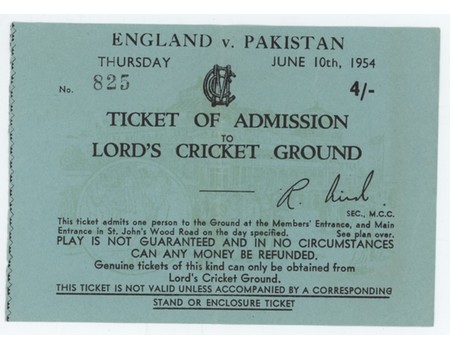 ENGLAND v. PAKISTAN
THURSDAY JUNE 10th, 1954
No. 825 4/-
TICKET OF ADMISSION
TO
LORD'S CRICKET GROUND
SEC., M.C.C.
This ticket admits one person to the Ground at the Members' Entrance, and Main
Entrance in St. John's Wood Road on the day specified. See plan over.
PLAY IS NOT GUARANTEED AND IN NO CIRCUMSTANCES
CAN ANY MONEY BE REFUNDED.
Genuine tickets of this kind can only be obtained from
Lord's Cricket Ground.
THIS TICKET IS NOT VALID UNLESS ACCOMPANIED BY A CORRESPONDING
STAND OR ENCLOSURE TICKET